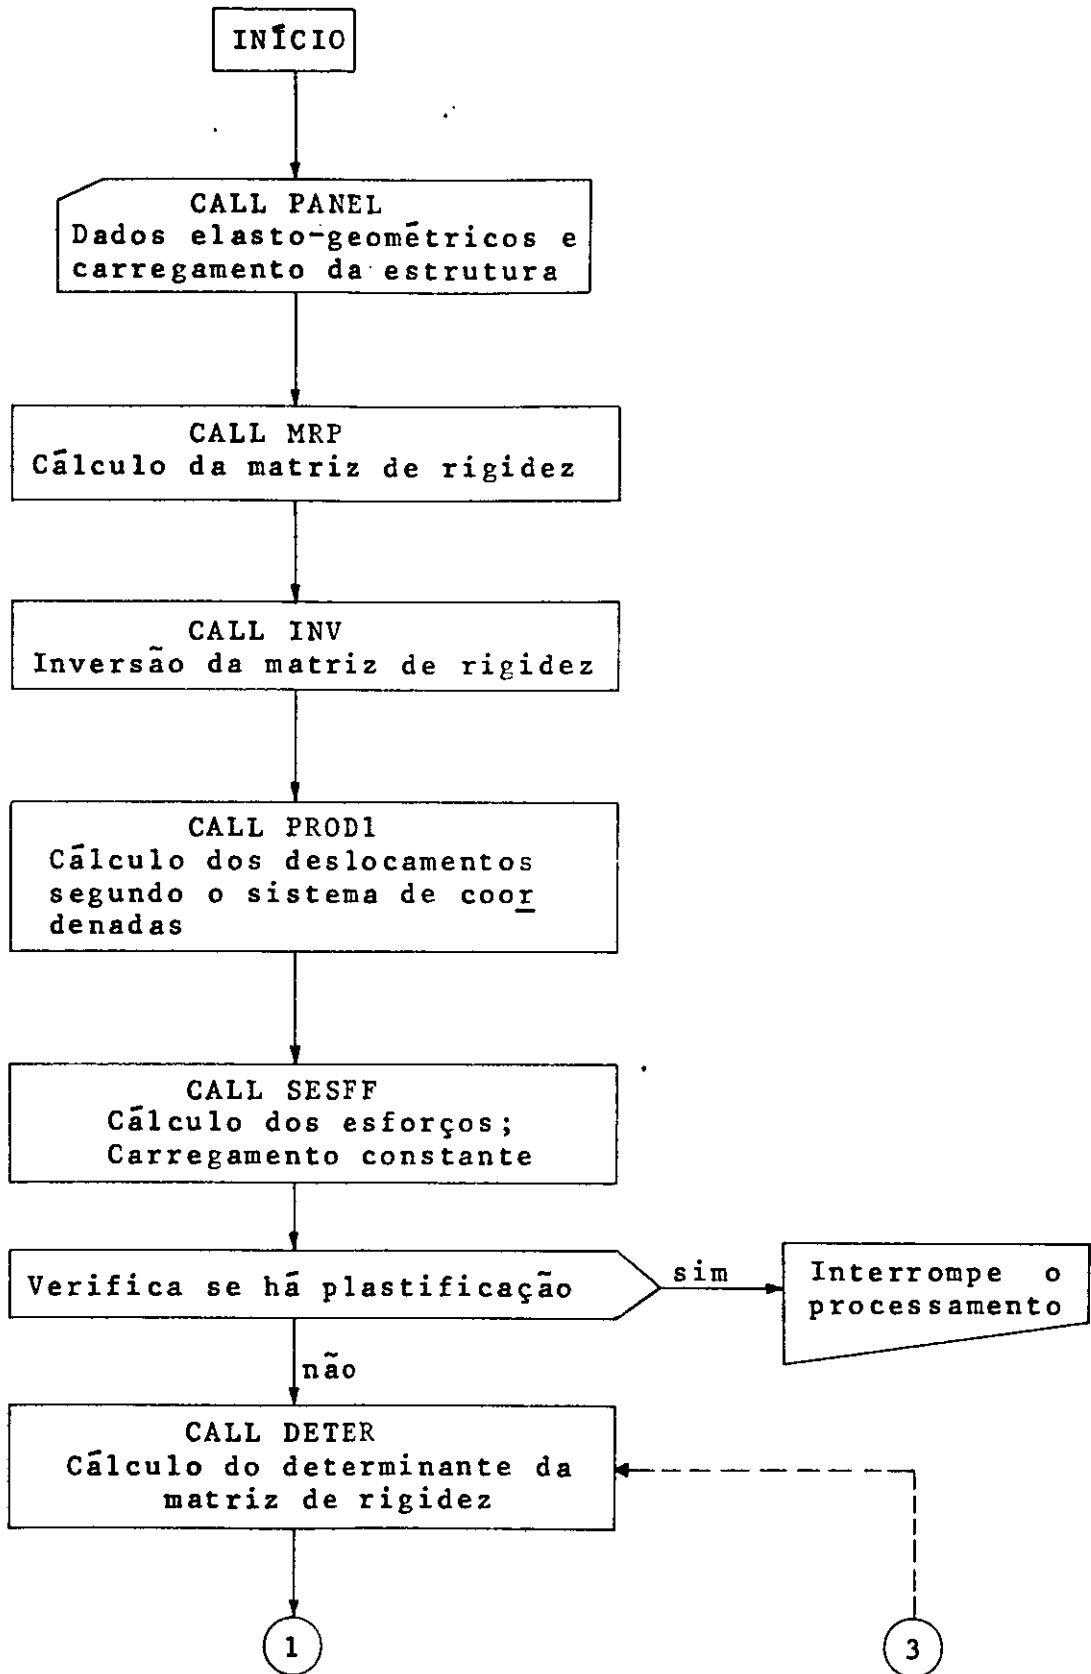 INÍCIO
CALL PANEL
Dados elasto-geométricos e
carregamento da estrutura
CALL MRP
Cálculo da matriz de rigidez
CALL INV
Inversão da matriz de rigidez
CALL PROD1
Cálculo dos deslocamentos
segundo o sistema de coor
denadas
CALL SESFF
Cálculo dos esforços;
Carregamento constante
Verifica se há plastificação
sim
Interrompe o
processamento
não
CALL DETER
Cálculo do determinante da
matriz de rigidez
1
3